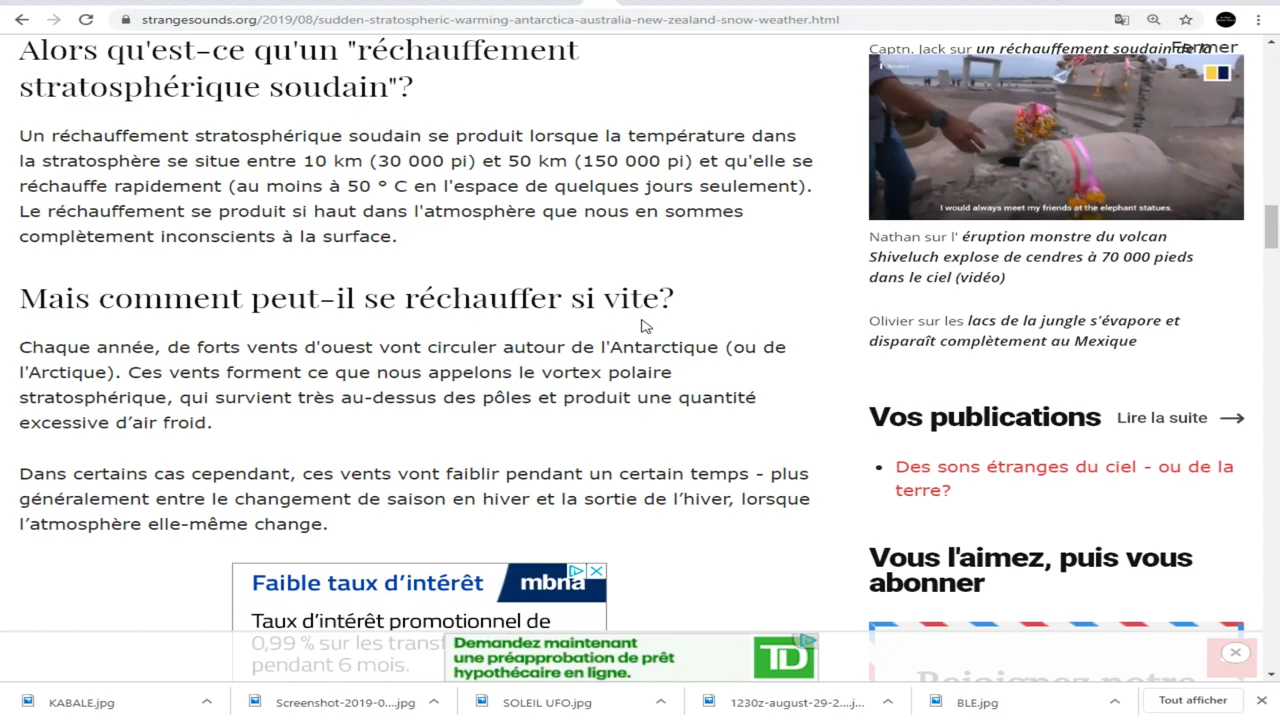 strangesounds.org/2019/08/sudden-stratospheric-warming-antarctica-australia-new-zealand-snow-weather.html
Alors qu'est-ce qu'un "réchauffement
stratosphérique soudain"?
Un réchauffement stratosphérique soudain se produit lorsque la température dans
la stratosphère se situe entre 10 km (30 000 pi) et 50 km (150 000 pi) et qu'elle se
réchauffe rapidement (au moins à 50 ° C en l'espace de quelques jours seulement).
Le réchauffement se produit si haut dans l'atmosphère que nous en sommes
complètement inconscients à la surface.
Mais comment peut-il se réchauffer si vite?
Chaque année, de forts vents d'ouest vont circuler autour de l'Antarctique (ou de
l'Arctique). Ces vents forment ce que nous appelons le vortex polaire
stratosphérique, qui survient très au-dessus des pôles et produit une quantité
excessive d’air froid.
Dans certains cas cependant, ces vents vont faiblir pendant un certain temps - plus
généralement entre le changement de saison en hiver et la sortie de l’hiver, lorsque
l’atmosphère elle-même change.
Faible taux d’intérêt
mbna
Taux d’intérêt promotionnel de
0,99 % sur les transf
pendant 6 mois.
Demandez maintenant
une préapprobation de prêt
hypothécaire en ligne.
TD
Captn. Jack sur un réchauffement soudain de la
Fermer
I would always meet my friends at the elephant statues.
Nathan sur l' éruption monstre du volcan
Shiveluch explose de cendres à 70 000 pieds
dans le ciel (vidéo)
Olivier sur les lacs de la jungle s'évapore et
disparaît complètement au Mexique
Vos publications
Lire la suite
Des sons étranges du ciel - ou de la
terre?
Vous l'aimez, puis vous
abonner
Rejoignez notre
KABALE.jpg
Screenshot-2019-0....jpg
SOLEIL UFO.jpg
1230z-august-29-2....j...
BLE.jpg
Tout afficher